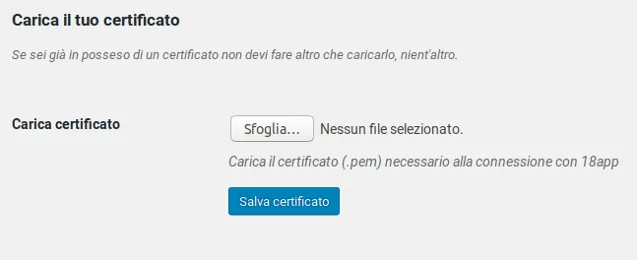 Carica il tuo certificato
Se sei già in posseso di un certificato non devi fare altro che caricarlo, nient'altro.
Carica certificato
Sfoglia... Nessun file selezionato.
Carica il certificato (.pem) necessario alla connessione con 18app
Salva certificato